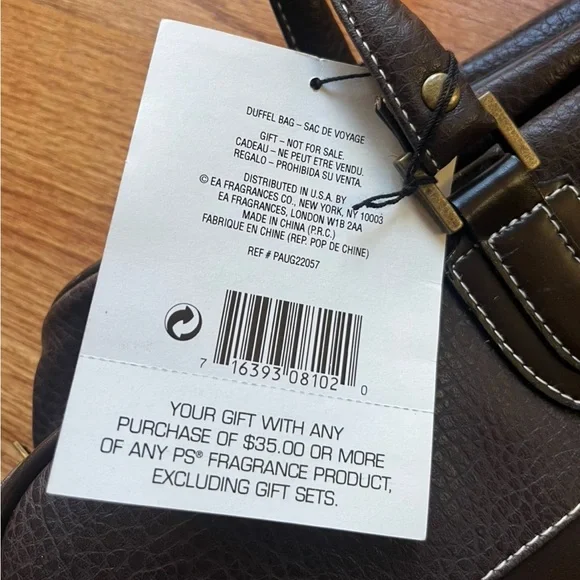 DUFFEL BAG – SAC DE VOYAGE
GIFT – NOT FOR SALE.
CADEAU – NE PEUT ETRE VENDU.
REGALO – PROHIBIDA SU VENTA.
DISTRIBUTED IN U.S.A. BY
© EA FRAGRANCES CO., NEW YORK, NY 10003
EA FRAGRANCES, LONDON W1B 2AA
MADE IN CHINA (P.R.C.)
FABRIQUE EN CHINE (REP. POP DE CHINE)
REF # PAUG22057
7 16393 08102 0
YOUR GIFT WITH ANY
PURCHASE OF $35.00 OR MORE
OF ANY PS® FRAGRANCE PRODUCT,
EXCLUDING GIFT SETS.